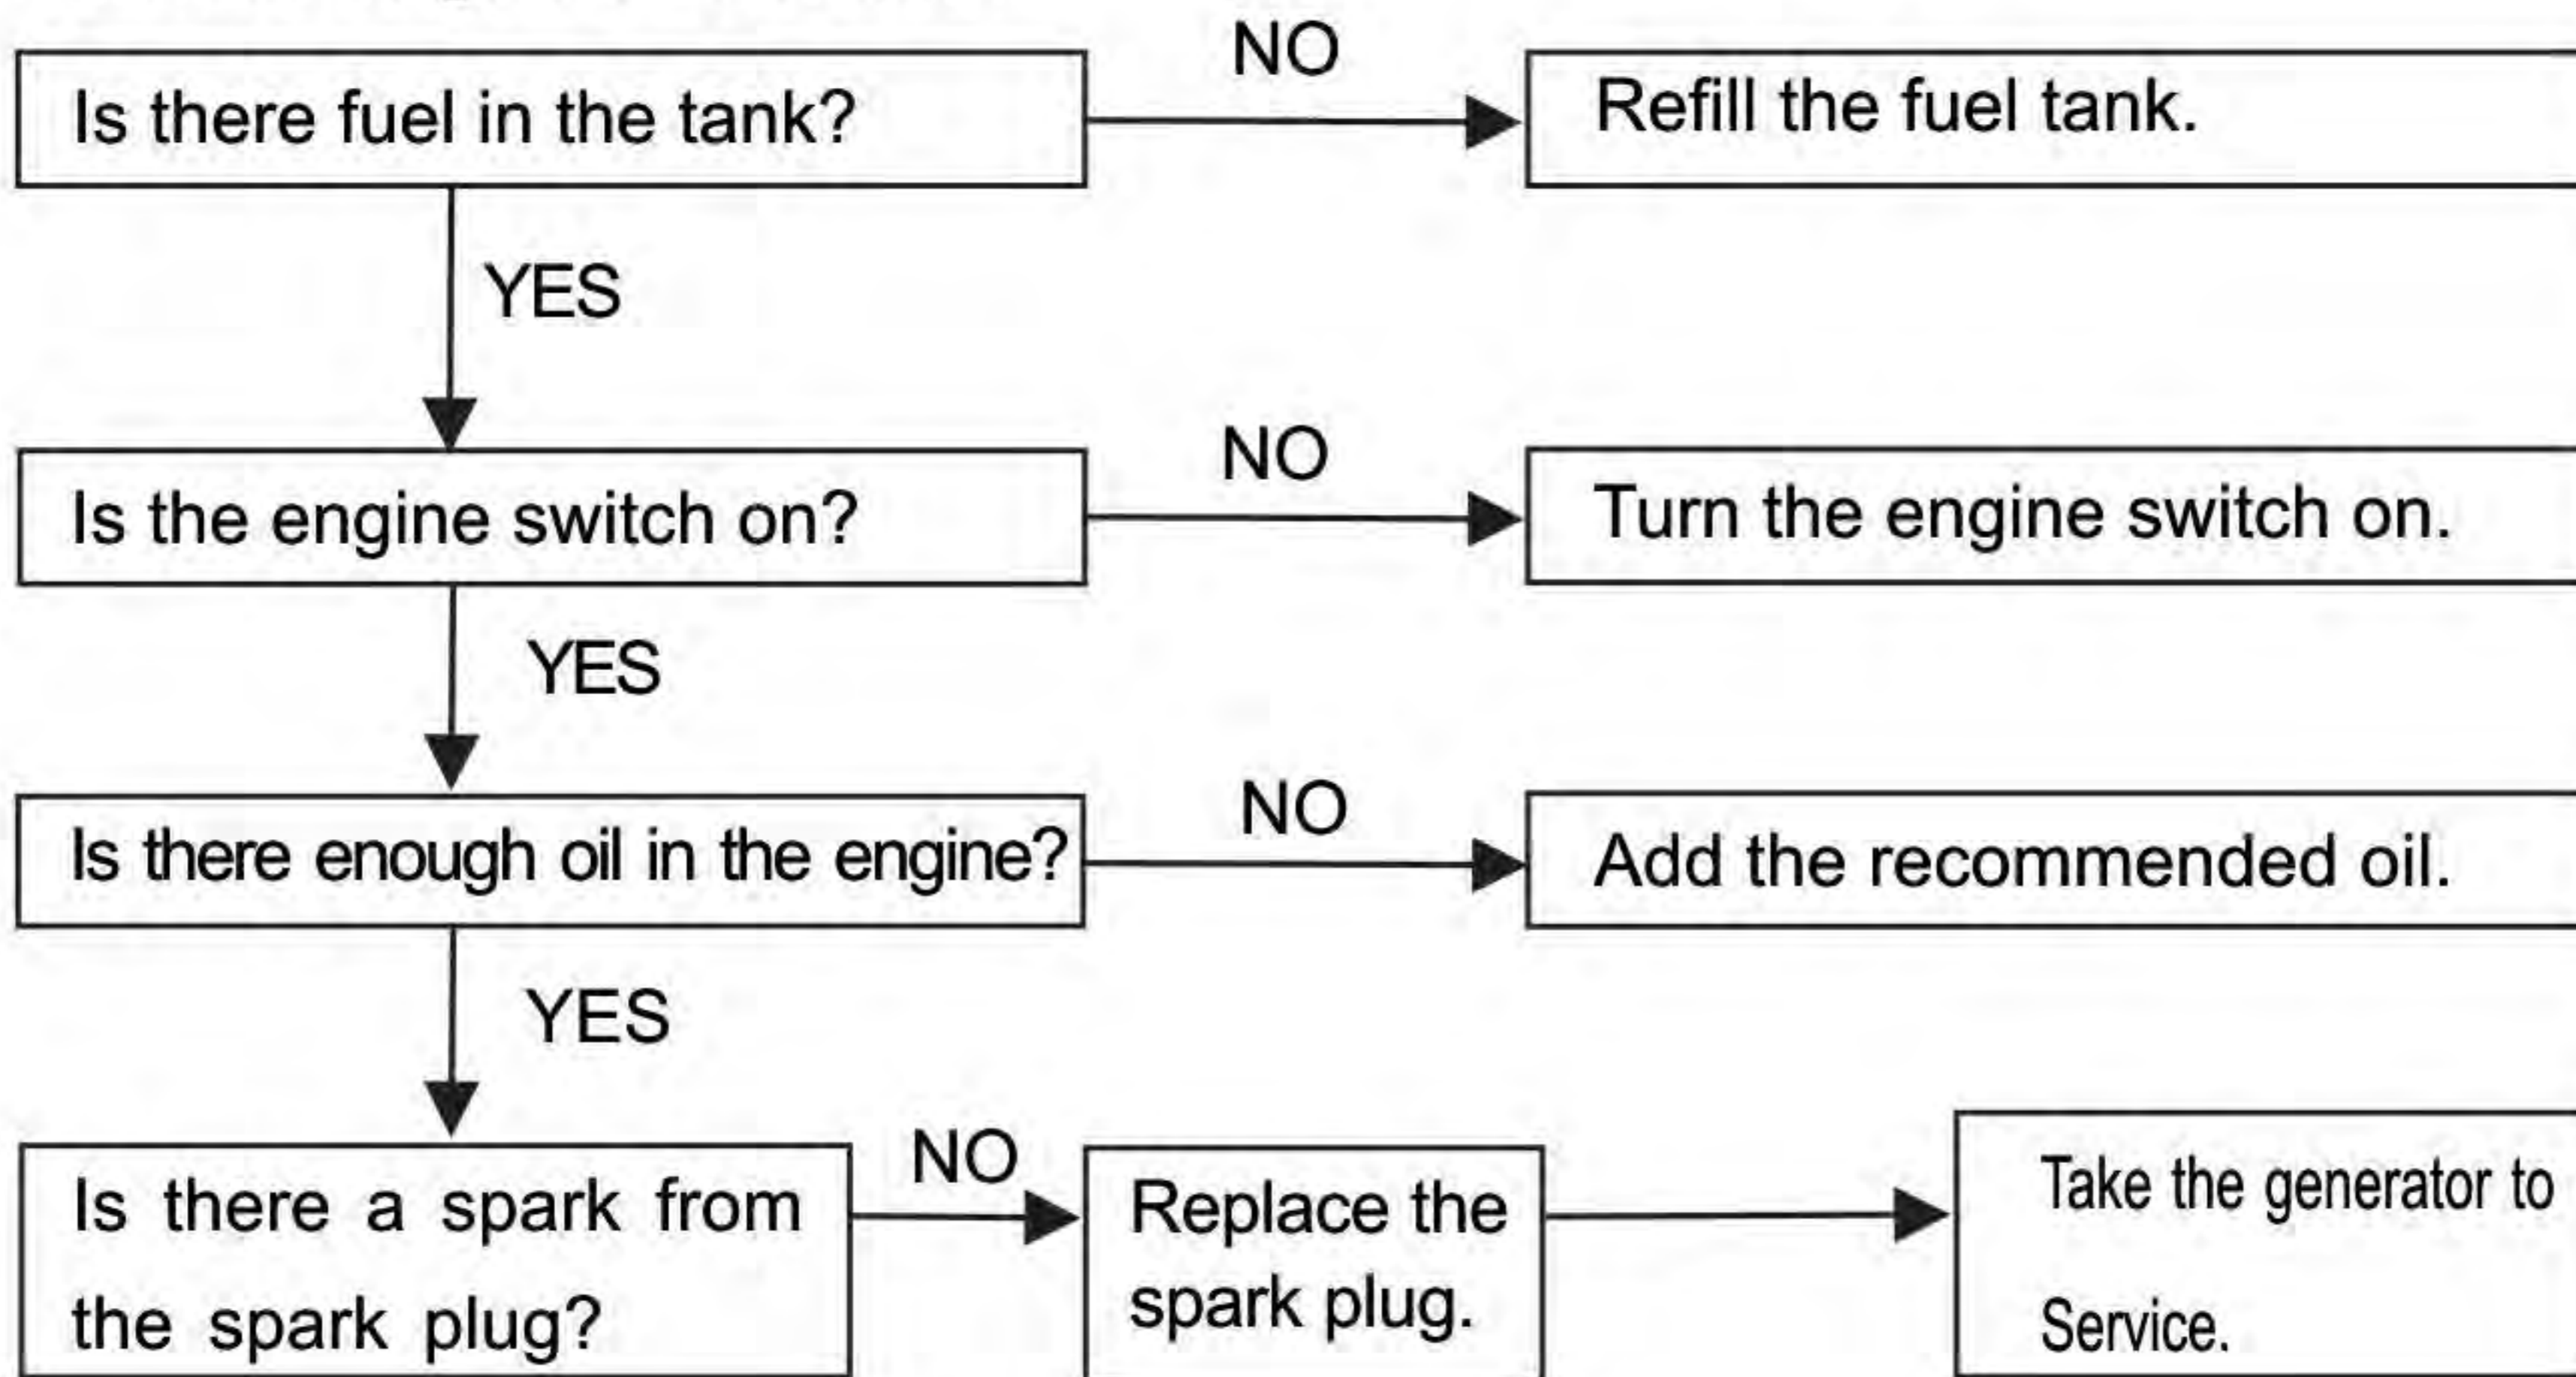 NO
Is there fuel in the tank?
Refill the fuel tank.
YES
NO
Is the engine switch on?
Turn the engine switch on.
YES
NO
Is there enough oil in the engine?
Add the recommended oil.
YES
NO
Is there a spark from
the spark plug?
Replace the
spark plug.
Take the generator to
Service.